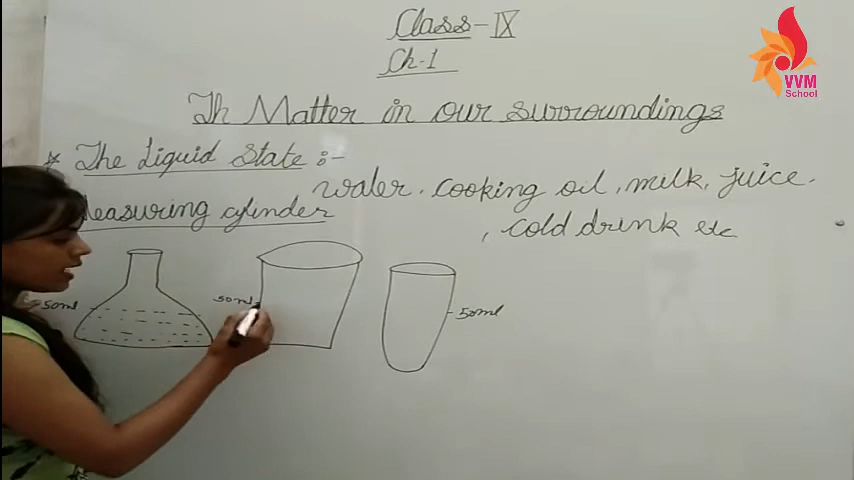 Class-IX
Ch-1
VVM
School
Th Matter in our surroundings
* The Liquid State :-
water, cooking oil, milk, juice.
Measuring cylinder
, cold drink etc
50ml
50ml
50ml